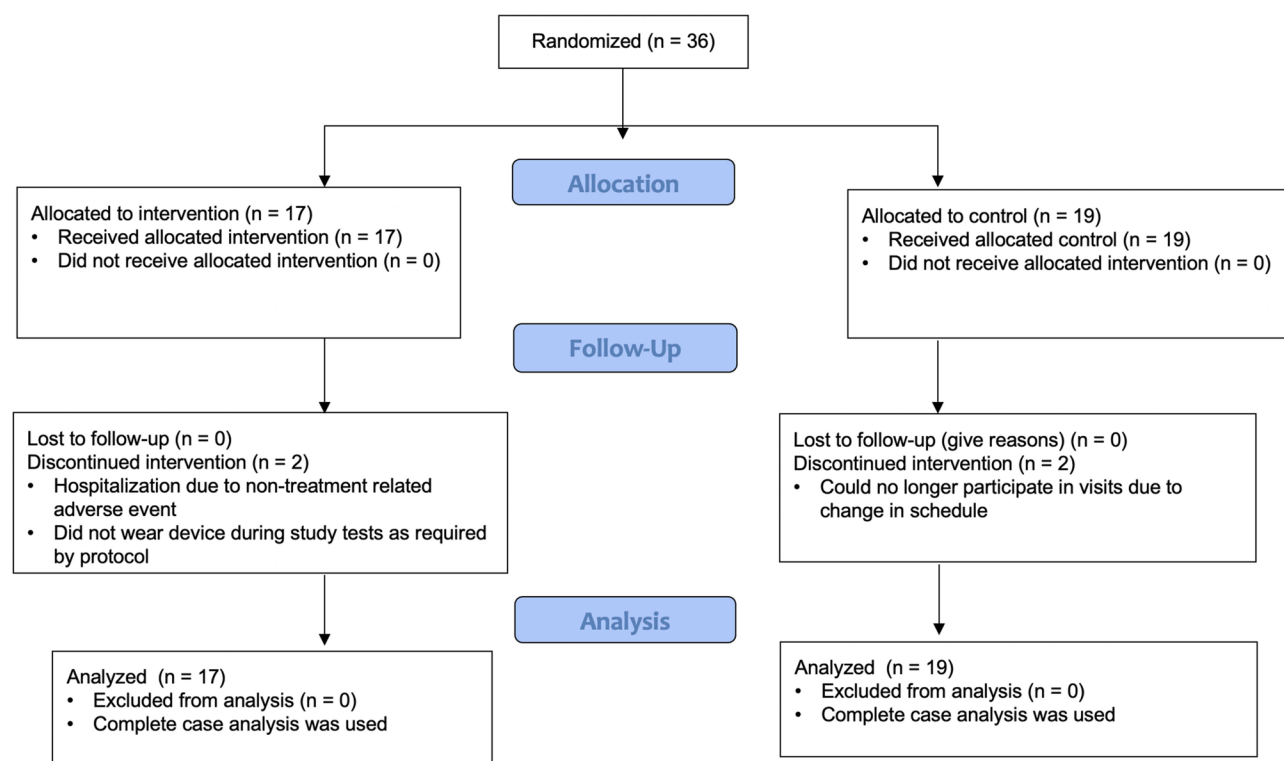 Randomized (n = 36)
Allocation
Allocated to intervention (n = 17)
• Received allocated intervention (n = 17)
• Did not receive allocated intervention (n = 0)
Allocated to control (n = 19)
• Received allocated control (n = 19)
• Did not receive allocated intervention (n = 0)
Follow-Up
Lost to follow-up (n = 0)
Discontinued intervention (n = 2)
• Hospitalization due to non-treatment related
adverse event
• Did not wear device during study tests as required
by protocol
Lost to follow-up (give reasons) (n = 0)
Discontinued intervention (n = 2)
• Could no longer participate in visits due to
change in schedule
Analysis
Analyzed (n = 17)
• Excluded from analysis (n = 0)
• Complete case analysis was used
Analyzed (n = 19)
• Excluded from analysis (n = 0)
• Complete case analysis was used